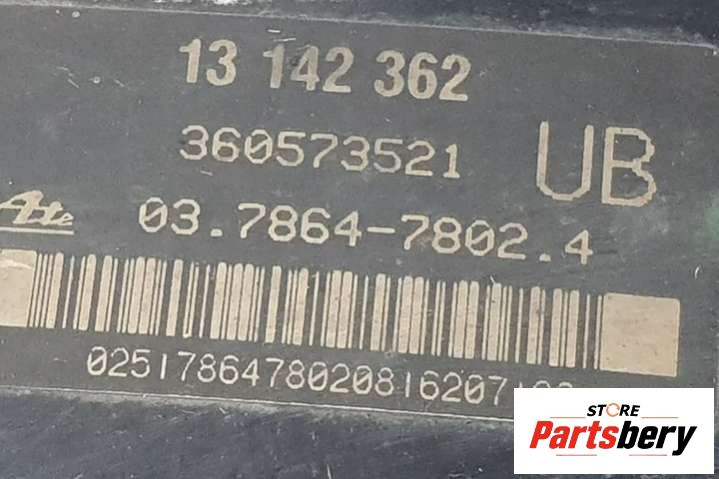 13 142 362
360573521 UB
Ate 03.7864-7802.4
02517864780208162071
STORE
Partsbery